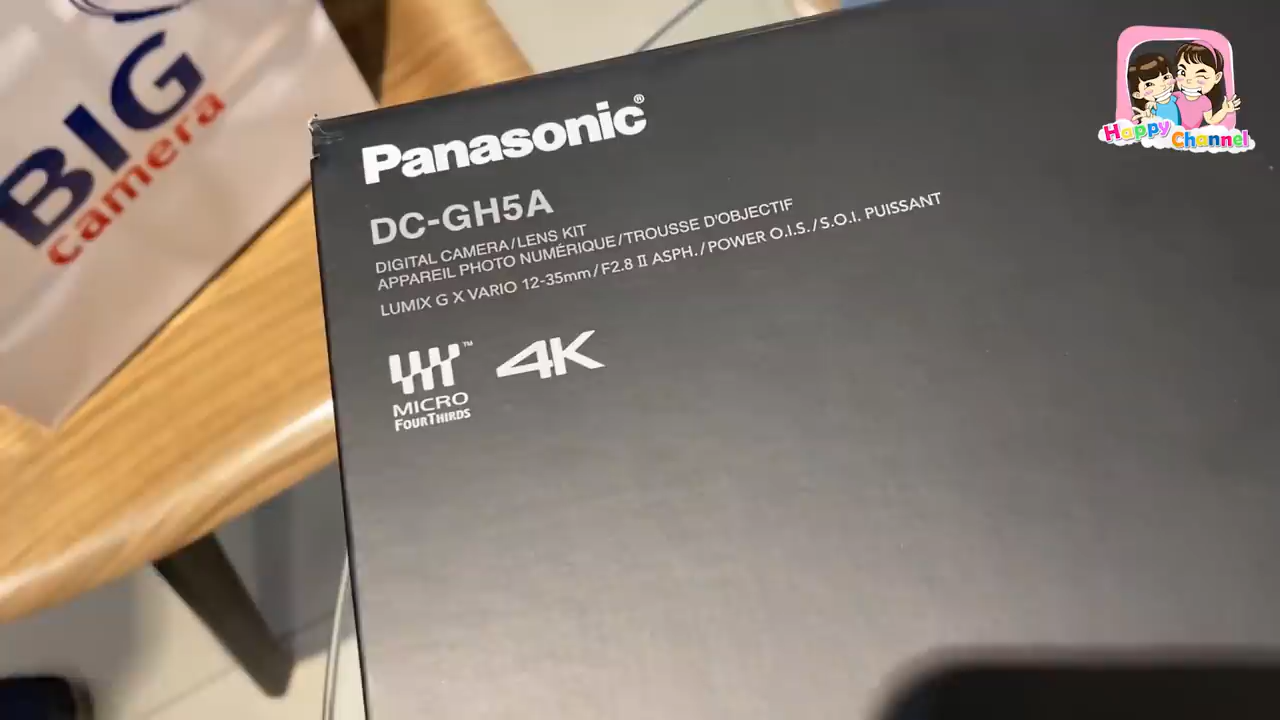 BIG
camera
Panasonic®
DC-GH5A
DIGITAL CAMERA/LENS KIT
APPAREIL PHOTO NUMÉRIQUE/TROUSSE D'OBJECTIF
LUMIX G X VARIO 12-35mm/F2.8 II ASPH./POWER O.I.S./S.O.I. PUISSANT
™
4K
MICRO
FOURTHIRDS
Happy Channel